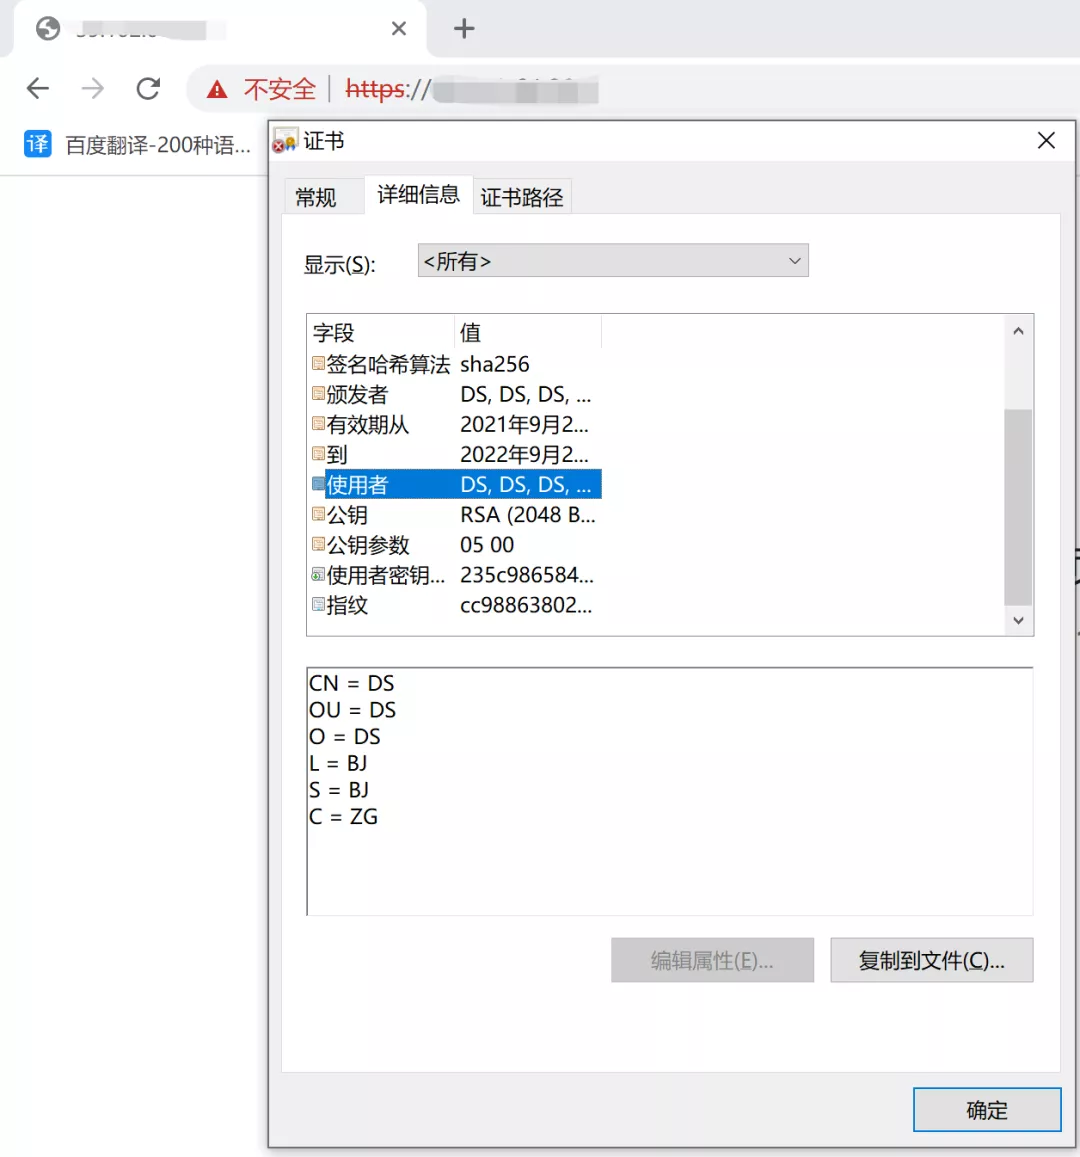 不安全 | https://
百度翻译-200种语...
证书
常规 详细信息 证书路径
显示(S): <所有>
字段 值
签名哈希算法 sha256
颁发者 DS, DS, DS, ...
有效期从 2021年9月2...
到 2022年9月2...
使用者 DS, DS, DS, ...
公钥 RSA (2048 B...
公钥参数 05 00
使用者密钥... 235c986584...
指纹 cc98863802...
CN = DS
OU = DS
O = DS
L = BJ
S = BJ
C = ZG
编辑属性(E)... 复制到文件(C)...
确定